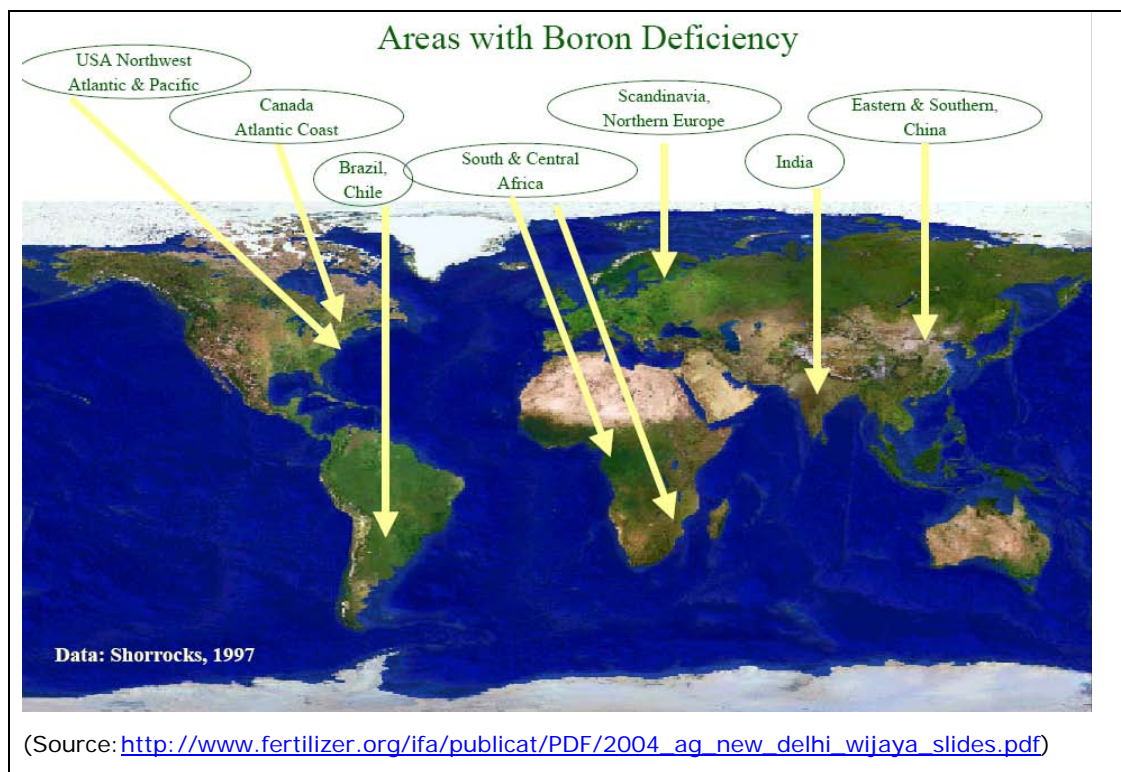 Areas with Boron Deficiency
USA Northwest
Atlantic & Pacific
Canada
Atlantic Coast
Brazil,
Chile
South & Central
Africa
Scandinavia,
Northern Europe
India
Eastern & Southern,
China
Data: Shorrocks, 1997
(Source: http://www.fertilizer.org/ifa/publicat/PDF/2004_ag_new_delhi_wijaya_slides.pdf)